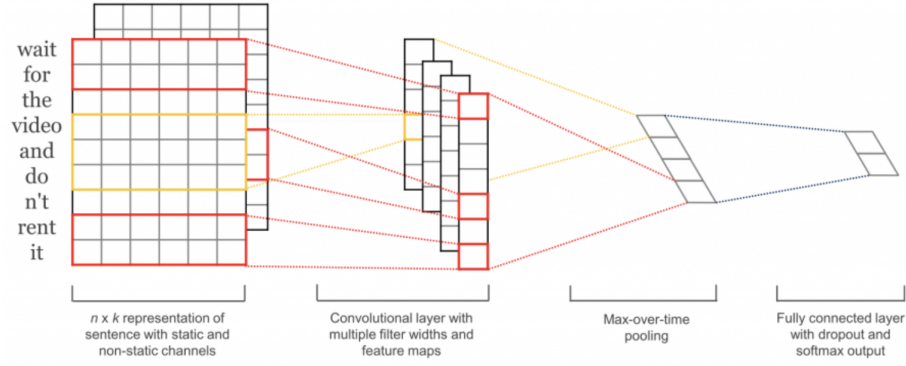 wait
for
the
video
and
do
n't
rent
it
n x k representation of
sentence with static and
non-static channels
Convolutional layer with
multiple filter widths and
feature maps
Max-over-time
pooling
Fully connected layer
with dropout and
softmax output